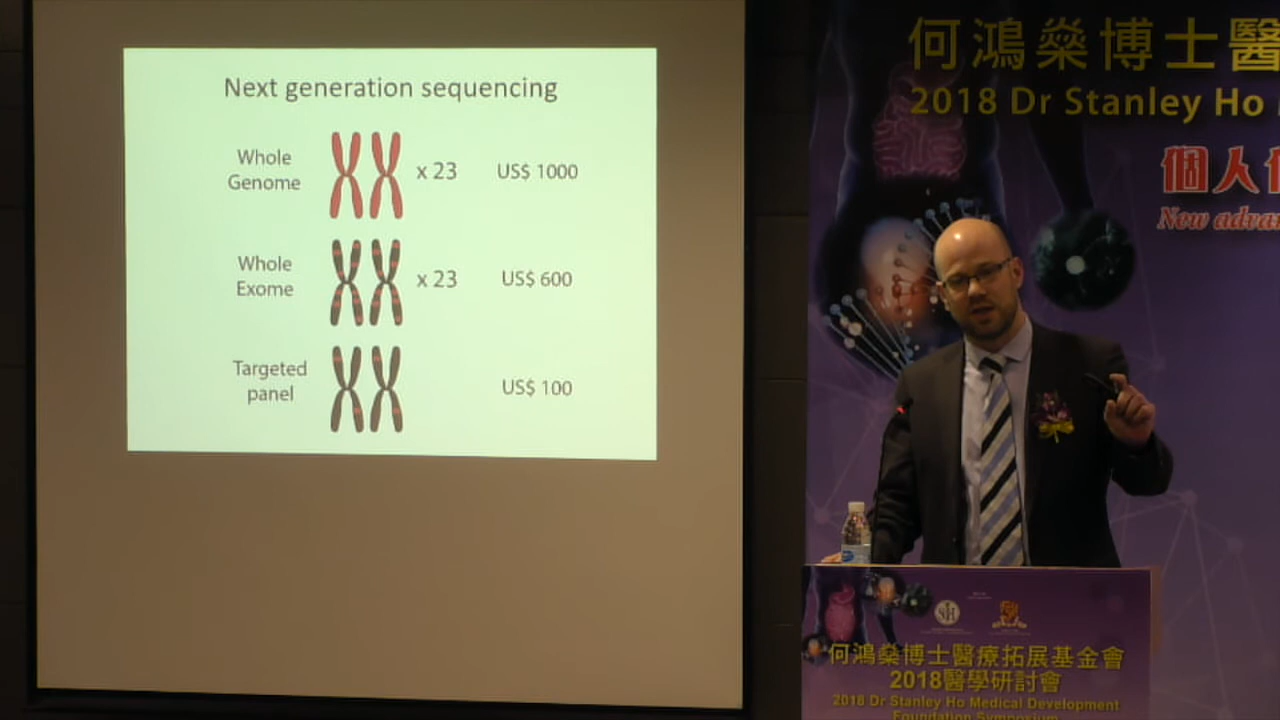 Next generation sequencing
Whole
Genome
x 23
US$ 1000
Whole
Exome
x 23
US$ 600
Targeted
panel
US$ 100
何鴻燊博士醫
2018 Dr Stanley Ho
個人
New adva
何鴻燊博士醫療拓展基金會
2018醫學研討會
2018 Dr Stanley Ho Medical Development
Foundation Symposium